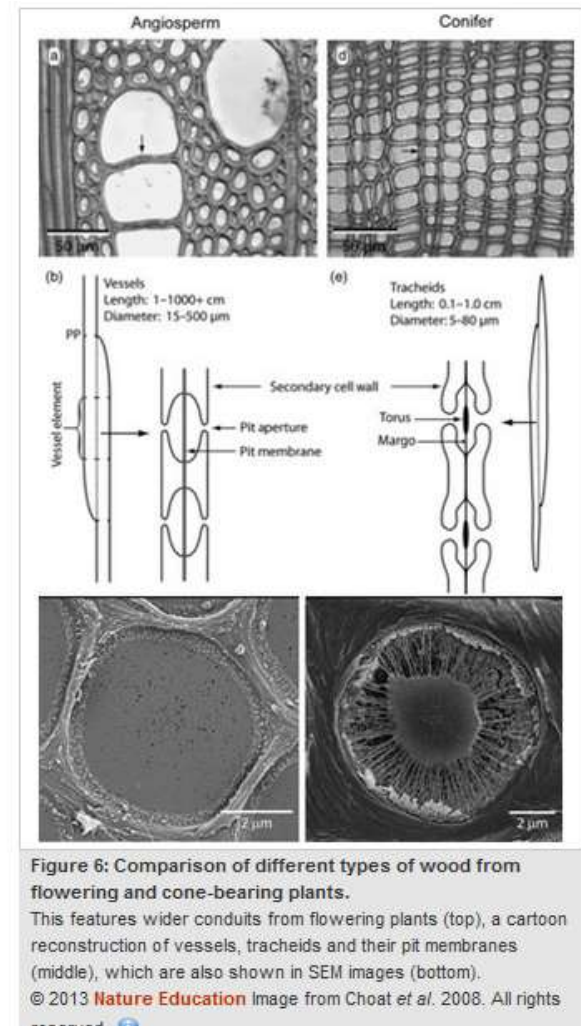 Angiosperm
Conifer
a
d
50 µm
50 µm
(b)
Vessels
Length: 1–1000+ cm
Diameter: 15–500 µm
(e)
Tracheids
Length: 0.1–1.0 cm
Diameter: 5–80 µm
PP
Vessel element
Secondary cell wall
Pit aperture
Pit membrane
Torus
Margo
2 µm
2 µm
Figure 6: Comparison of different types of wood from
flowering and cone-bearing plants.
This features wider conduits from flowering plants (top), a cartoon
reconstruction of vessels, tracheids and their pit membranes
(middle), which are also shown in SEM images (bottom).
© 2013 Nature Education Image from Choat et al. 2008. All rights
reserved.